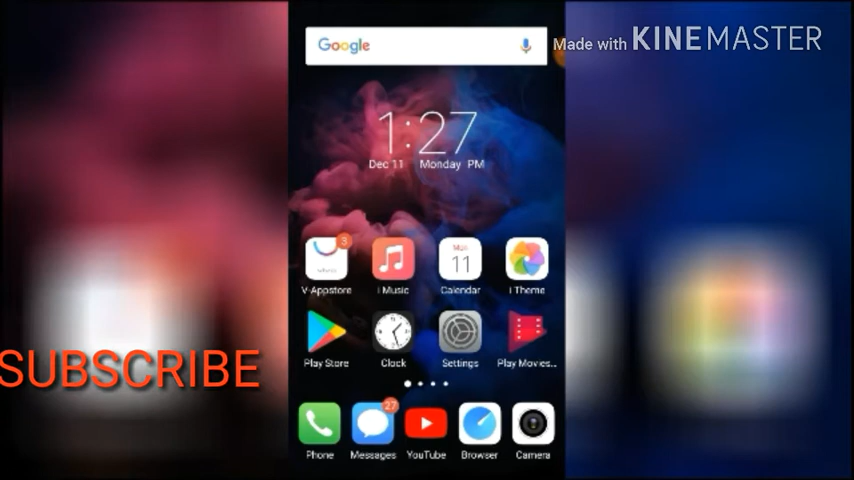 Google
Made with KINEMASTER
1:27
Dec 11 Monday PM
3
Mon
11
V-Appstore
i Music
Calendar
i Theme
Play Store
Clock
Settings
Play Movies...
SUBSCRIBE
27
Phone
Messages
YouTube
Browser
Camera